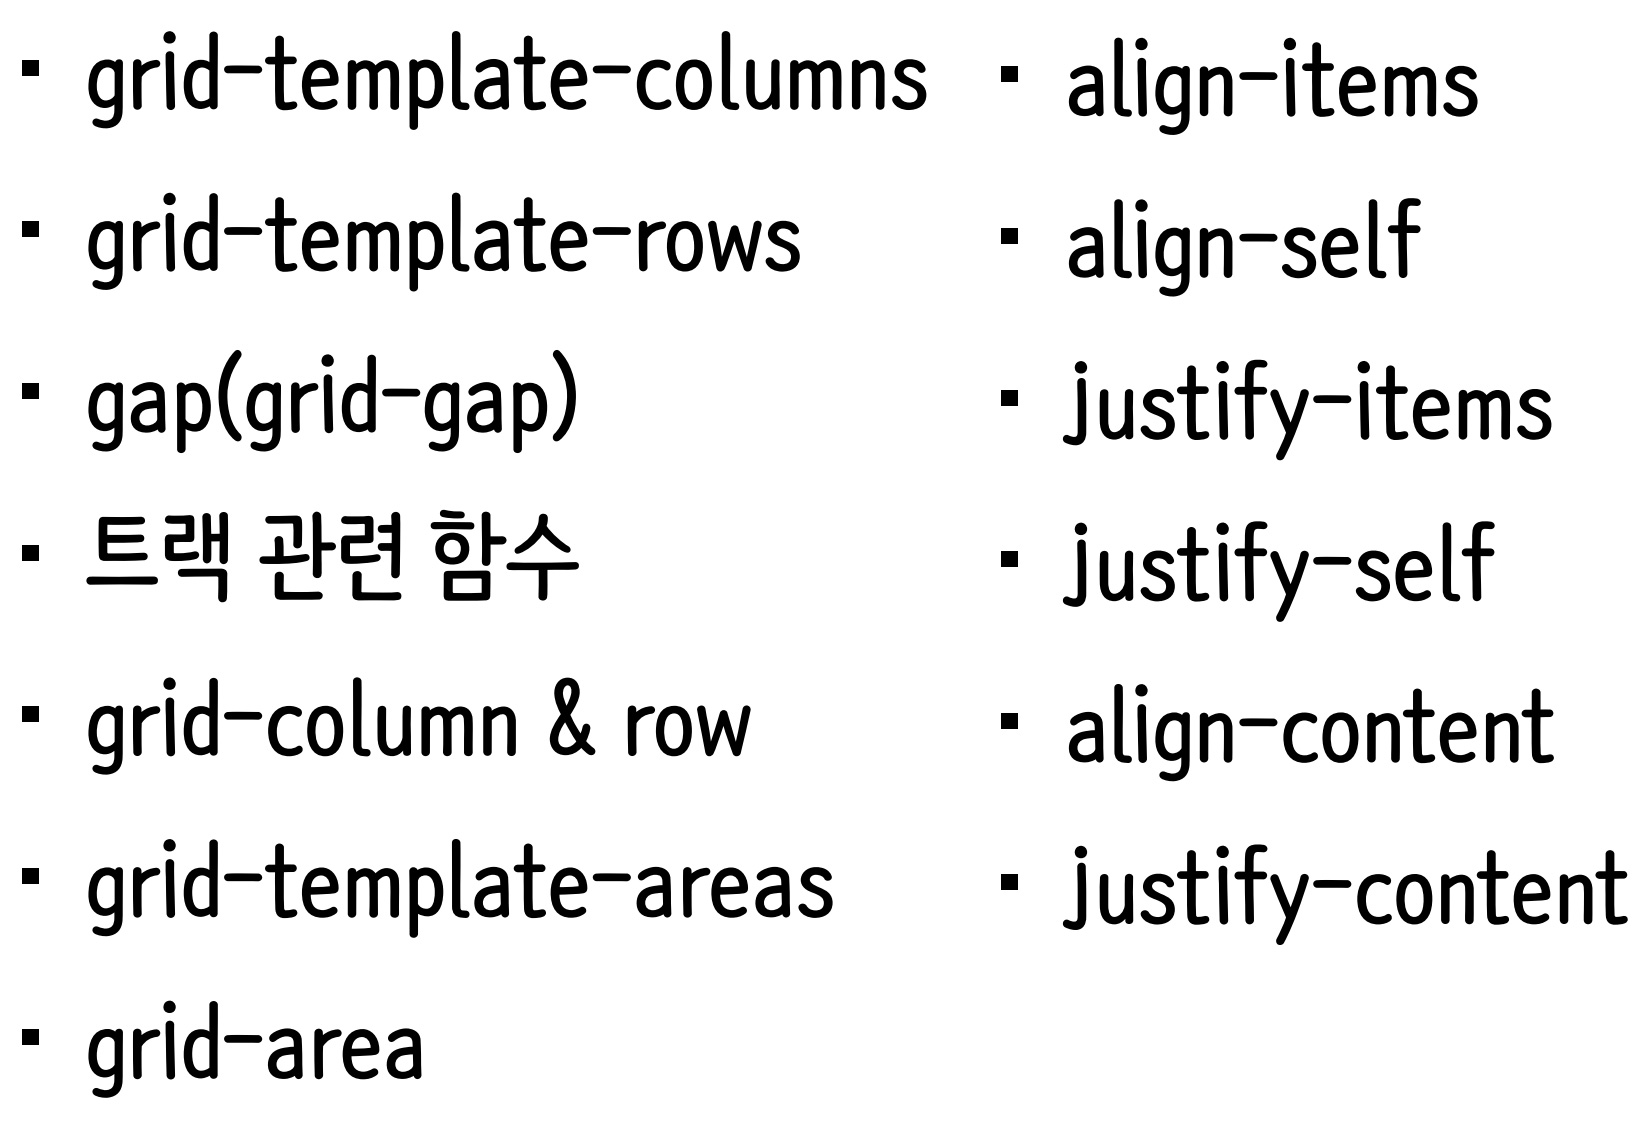 ▪ grid-template-columns
▪ grid-template-rows
▪ gap(grid-gap)
▪ 트랙 관련 함수
▪ grid-column & row
▪ grid-template-areas
▪ grid-area
▪ align-items
▪ align-self
▪ justify-items
▪ justify-self
▪ align-content
▪ justify-content